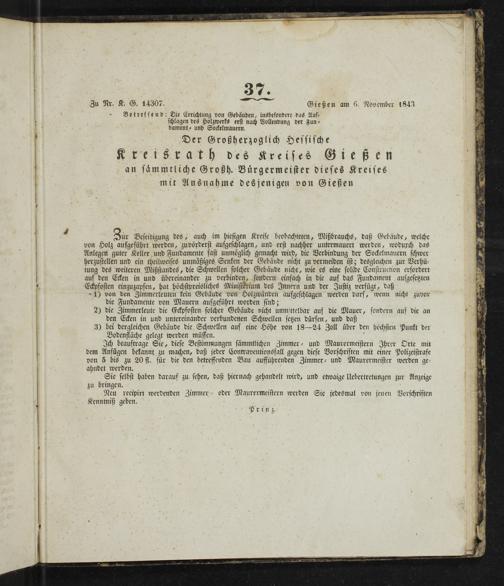 37.
Zu Nr. K. G. 14307. Gießen am 6. November 1843
Betreffend: Die Errichtung von Gebäuden, insbesondere das Auf-
schlagen des Holzwerks erst nach Vollendung der Fun-
dament- und Sockelmauern.
Der Großherzoglich Hessische
Kreisrath des Kreises Gießen
an sämmtliche Großh. Bürgermeister dieses Kreises
mit Ausnahme desjenigen von Gießen
Zur Beseitigung des, auch im hiesigen Kreise beobachteten, Mißbrauchs, daß Gebäude, welche
von Holz aufgeführt werden, zuvörderst aufgeschlagen, und erst nachher untermauert werden, wodurch das
Anlegen guter Keller und Fundamente fast unmöglich gemacht wird, die Verbindung der Sockelmauern schwer
herzustellen und ein theilweises unmäßiges Senken der Gebäude nicht zu vermeiden ist; desgleichen zur Verhü-
tung des weiteren Mißstandes, die Schwellen solcher Gebäude nicht, wie es eine solide Construction erfordert
auf den Ecken in und übereinander zu verbinden, sondern einfach in die auf das Fundament aufgesetzten
Eckpfosten einzuzapfen, hat höchstpreisliches Ministerium des Innern und der Justiz verfügt, daß
1) von den Zimmerleuten kein Gebäude von Holzwänden aufgeschlagen werden darf, wenn nicht zuvor
die Fundamente von Mauern aufgeführt worden sind;
2) die Zimmerleute die Eckpfosten solcher Gebäude nicht unmittelbar auf die Mauer, sondern auf die an
den Ecken in und untereinander verbundenen Schwellen setzen dürfen, und daß
3) bei dergleichen Gebäude die Schwellen auf eine Höhe von 18—24 Zoll über den höchsten Punkt der
Bodenfläche gelegt werden müssen.
Ich beauftrage Sie, diese Bestimmungen sämmtlichen Zimmer- und Maurermeistern Ihrer Orte mit
dem Anfügen bekannt zu machen, daß jeder Contraventionsfall gegen diese Vorschriften mit einer Polizeistrafe
von 5 bis zu 20 fl. für die den betreffenden Bau ausführenden Zimmer- und Maurermeister werden ge-
ahndet werden.
Sie selbst haben darauf zu sehen, daß hiernach gehandelt wird, und etwaige Uebertretungen zur Anzeige
zu bringen.
Neu recipirt werdenden Zimmer- oder Maurermeistern werden Sie jedesmal von jenen Vorschriften
Kenntniß geben.
Prinz